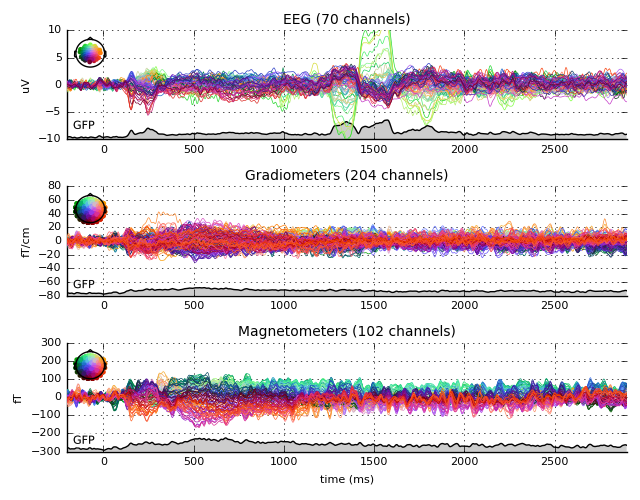 EEG (70 channels)
10
5
0
−5
−10
uV
GFP
0 500 1000 1500 2000 2500
Gradiometers (204 channels)
80
60
40
20
0
−20
−40
−60
−80
fT/cm
GFP
0 500 1000 1500 2000 2500
Magnetometers (102 channels)
300
200
100
0
−100
−200
−300
fT
GFP
0 500 1000 1500 2000 2500
time (ms)